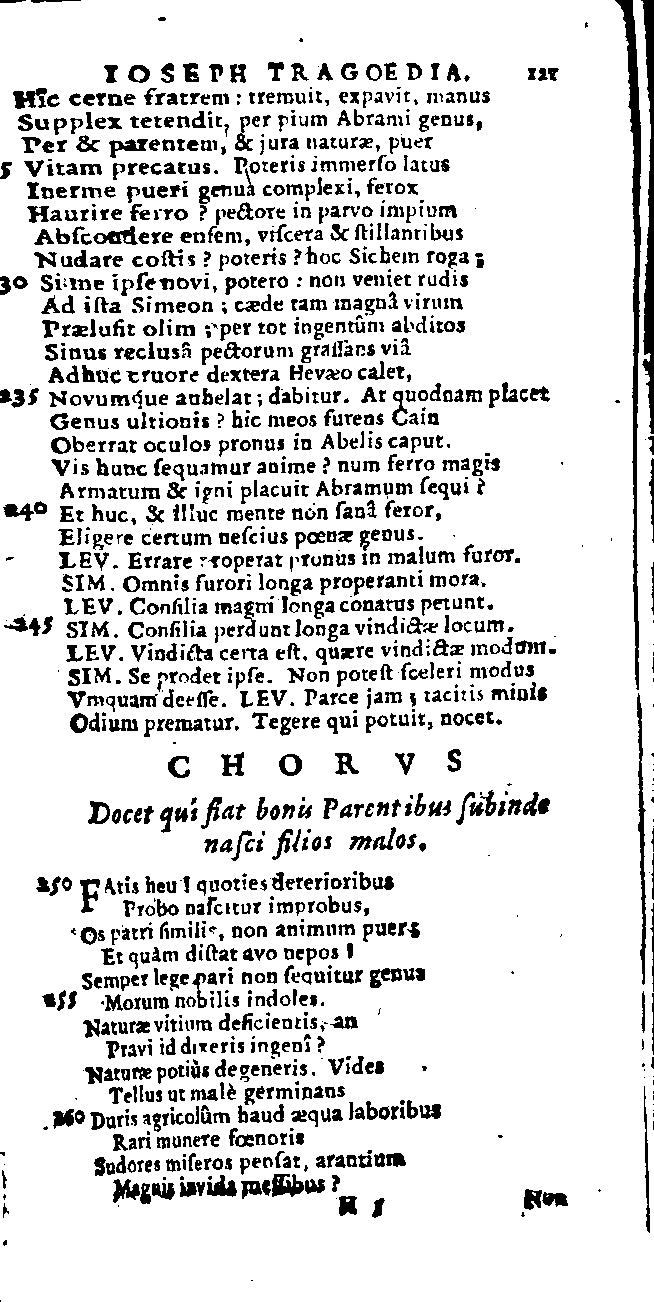 IOSEPH TRAGOEDIA. 121
Hic cerne fratrem : tremuit, expavit, manus
Supplex tetendit, per pium Abrami genus,
Per & parentem, & jura naturæ, puer
5 Vitam precatus. Poteris immerſo latus
Inerme pueri genua complexi, ferox
Haurire ferro ? pectore in parvo impium
Abſcondere enſem, viſcera & ſtillantibus
Nudare coſtis ? poteris ? hoc Sichem roga ;
30 Si me ipſe novi, potero : non veniet rudis
Ad iſta Simeon ; cæde tam magnâ virum
Præluſit olim ; per tot ingentûm abditos
Sinus recluſâ pectorum graſſans viâ
Adhuc cruore dextera Hevæo calet,
235 Novumque anhelat ; dabitur. At quodnam placet
Genus ultionis ? hic meos furens Cain
Oberrat oculos pronus in Abelis caput.
Vis hunc ſequamur anime ? num ferro magis
Armatum & igni placuit Abramum ſequi ?
240 Et huc, & illuc mente non ſanâ feror,
Eligere certum neſcius pœnæ genus.
LEV. Errare properat pronus in malum furor.
SIM. Omnis furori longa properanti mora.
LEV. Conſilia magni longa conatus petunt.
245 SIM. Conſilia perdunt longa vindictæ locum.
LEV. Vindicta certa eſt, quære vindictæ modum.
SIM. Se prodet ipſe. Non poteſt ſceleri modus
Vmquam deeſſe. LEV. Parce jam ; tacitis minis
Odium prematur. Tegere qui potuit, nocet.
CHORVS
Docet quî fiat bonis Parentibus ſubinde
naſci filios malos.
250 FAtis heu ! quoties deterioribus
Probo naſcitur improbus,
Os patri ſimilis, non animum puer ;
Et quàm diſtat avo nepos !
Semper lege pari non ſequitur genus
255 Morum nobilis indoles.
Naturæ vitium deficientis, an
Pravi id dixeris ingenî ?
Naturæ potiùs degeneris. Vides
Tellus ut malè germinans
260 Duris agricolûm haud æqua laboribus
Rari munere fœnoris
Sudores miſeros penſat, arantium
Magnis invida meſſibus ?
H 5 Non